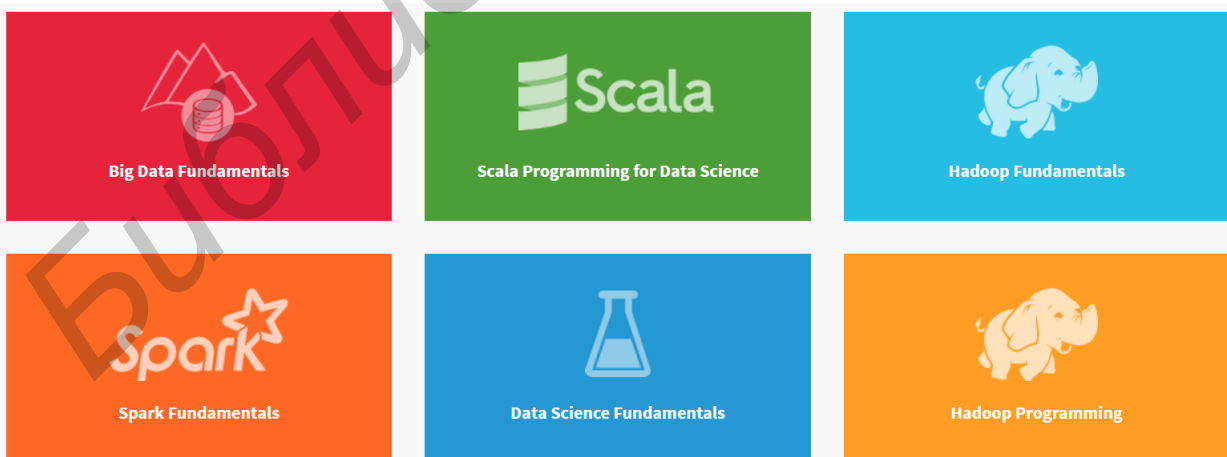 Scala
Big Data Fundamentals
Scala Programming for Data Science
Hadoop Fundamentals
Spark
Spark Fundamentals
Data Science Fundamentals
Hadoop Programming
Библи